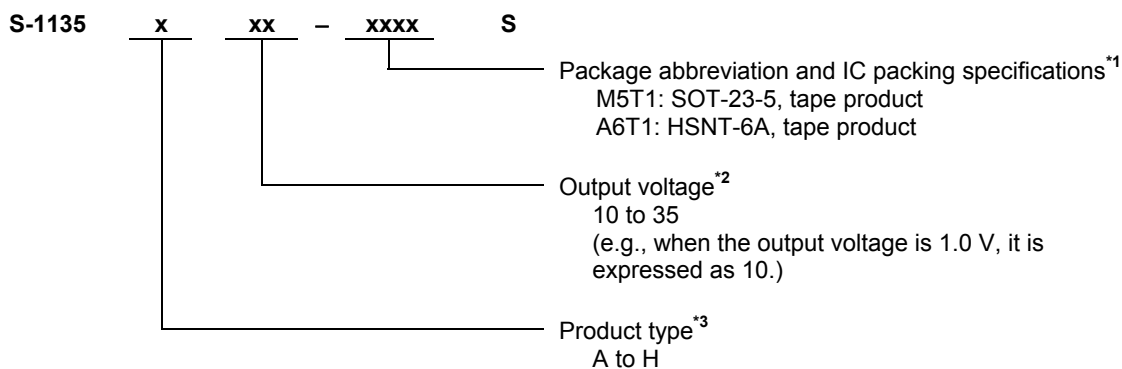 S-1135 x xx – xxxx S
Package abbreviation and IC packing specifications*1
M5T1: SOT-23-5, tape product
A6T1: HSNT-6A, tape product
Output voltage*2
10 to 35
(e.g., when the output voltage is 1.0 V, it is
expressed as 10.)
Product type*3
A to H